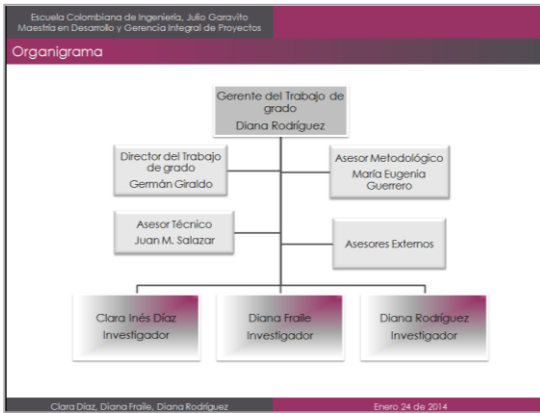 Escuela Colombiana de Ingeniería, Julio Garavito
Maestría en Desarrollo y Gerencia Integral de Proyectos
Organigrama
Gerente del Trabajo de
grado
Diana Rodríguez
Director del Trabajo
de grado
Germán Giraldo
Asesor Metodológico
María Eugenia
Guerrero
Asesor Técnico
Juan M. Salazar
Asesores Externos
Clara Inés Díaz
Investigador
Diana Fraile
Investigador
Diana Rodríguez
Investigador
Clara Díaz, Diana Fraile, Diana Rodríguez
Enero 24 de 2014